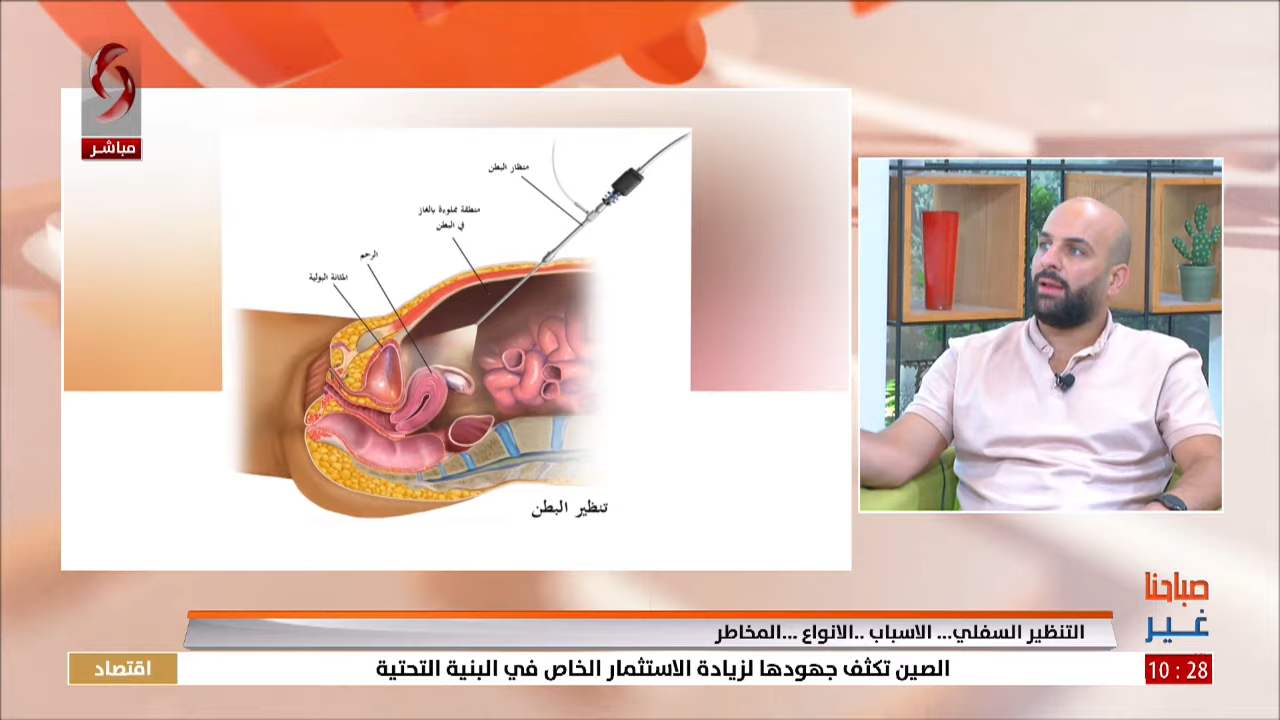 مباشر
منظار البطن
منطقة مملوءة بالغاز
في البطن
الرحم
المثانة البولية
تنظير البطن
صباحنا
غير
التنظير السفلي... الاسباب ..الانواع ...المخاطر
اقتصاد
الصين تكثف جهودها لزيادة الاستثمار الخاص في البنية التحتية
10 : 28